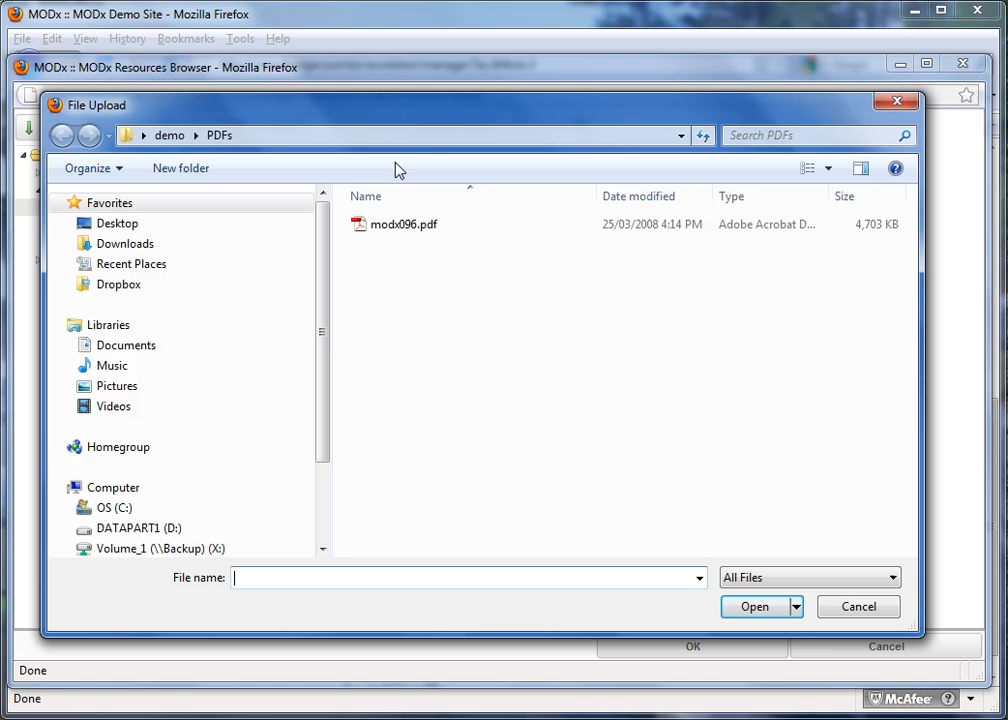 MODx :: MODx Demo Site - Mozilla Firefox
File Edit View History Bookmarks Tools Help
MODx :: MODx Resources Browser - Mozilla Firefox
File Upload
demo PDFs
Search PDFs
Organize New folder
Name Date modified Type Size
modx096.pdf 25/03/2008 4:14 PM Adobe Acrobat D... 4,703 KB
Favorites
Desktop
Downloads
Recent Places
Dropbox
Libraries
Documents
Music
Pictures
Videos
Homegroup
Computer
OS (C:)
DATAPART1 (D:)
Volume_1 (\\Backup) (X:)
File name:
All Files
Open Cancel
OK Cancel
Done
Done
McAfee